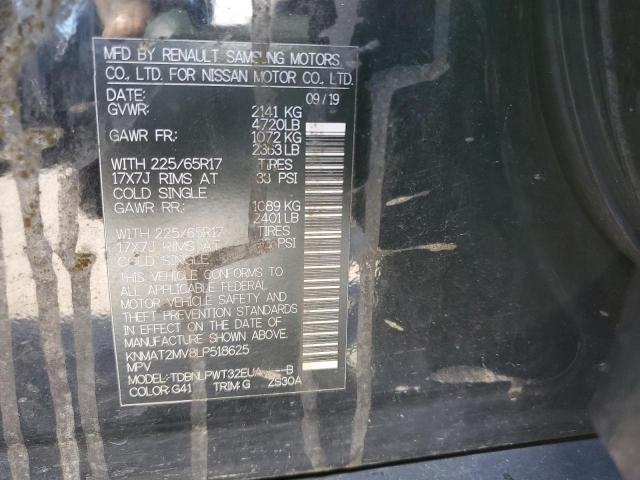 MFD BY RENAULT SAMSUNG MOTORS
CO., LTD. FOR NISSAN MOTOR CO., LTD.
DATE: 09/19
GVWR: 2141 KG
4720LB
GAWR FR: 1072 KG
2363LB
WITH 225/65R17 TIRES
17X7J RIMS AT 33 PSI
COLD SINGLE
GAWR RR: 1089 KG
2401LB
WITH 225/65R17 TIRES
17X7J RIMS AT PSI
COLD SINGLE
THIS VEHICLE CONFORMS TO
ALL APPLICABLE FEDERAL
MOTOR VEHICLE SAFETY AND
THEFT PREVENTION STANDARDS
IN EFFECT ON THE DATE OF
MANUFACTURE SHOWN ABOVE.
KNMAT2MV8LP518625
MPV
MODEL: TDBNLPWT32EUA---B
COLOR: G41 TRIM: G ZS30A